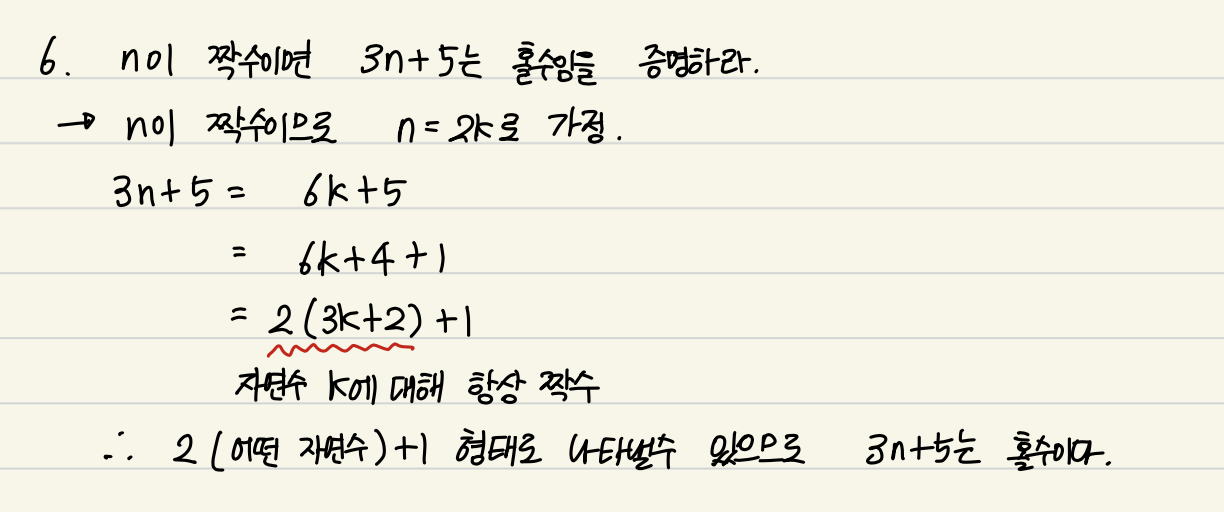 6. n이 짝수이면 3n+5는 홀수임을 증명하라.
→ n이 짝수이므로 n=2k로 가정.
3n+5 = 6k+5
= 6k+4+1
= 2(3k+2)+1
자연수 k에 대해 항상 짝수
∴ 2(어떤 자연수)+1 형태로 나타낼수 있으므로 3n+5는 홀수이다.